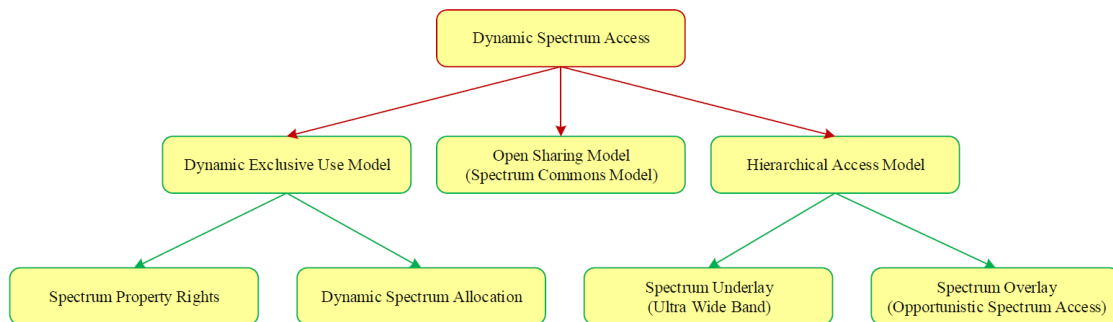 Dynamic Spectrum Access
Dynamic Exclusive Use Model
Open Sharing Model
(Spectrum Commons Model)
Hierarchical Access Model
Spectrum Property Rights
Dynamic Spectrum Allocation
Spectrum Underlay
(Ultra Wide Band)
Spectrum Overlay
(Opportunistic Spectrum Access)